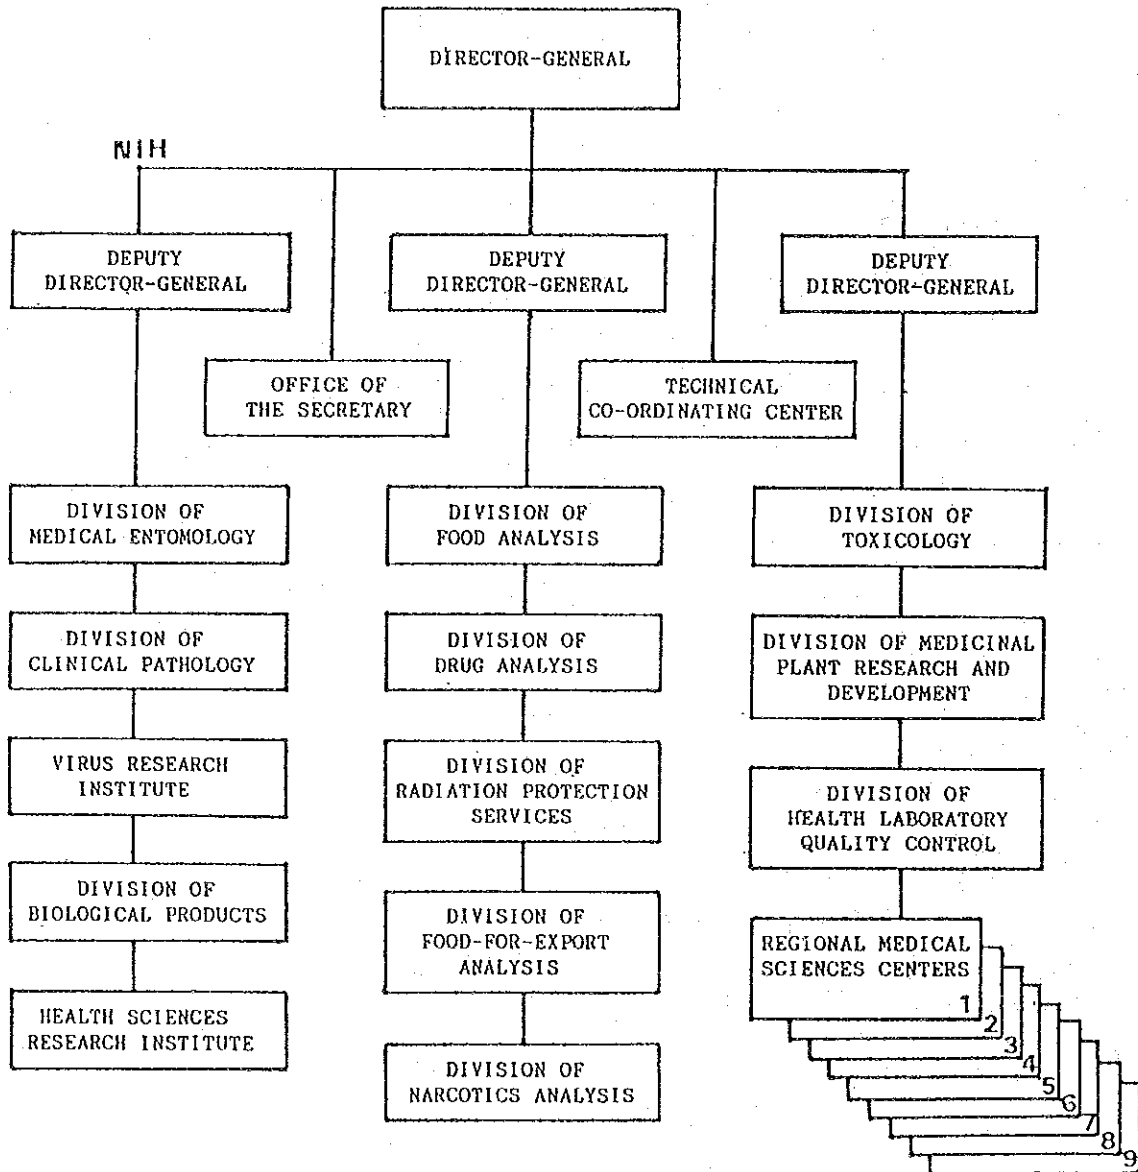 DIRECTOR-GENERAL
NIH
DEPUTY
DIRECTOR-GENERAL
DEPUTY
DIRECTOR-GENERAL
DEPUTY
DIRECTOR-GENERAL
OFFICE OF
THE SECRETARY
TECHNICAL
CO-ORDINATING CENTER
DIVISION OF
MEDICAL ENTOMOLOGY
DIVISION OF
CLINICAL PATHOLOGY
VIRUS RESEARCH
INSTITUTE
DIVISION OF
BIOLOGICAL PRODUCTS
HEALTH SCIENCES
RESEARCH INSTITUTE
DIVISION OF
FOOD ANALYSIS
DIVISION OF
DRUG ANALYSIS
DIVISION OF
RADIATION PROTECTION
SERVICES
DIVISION OF
FOOD-FOR-EXPORT
ANALYSIS
DIVISION OF
NARCOTICS ANALYSIS
DIVISION OF
TOXICOLOGY
DIVISION OF MEDICINAL
PLANT RESEARCH AND
DEVELOPMENT
DIVISION OF
HEALTH LABORATORY
QUALITY CONTROL
REGIONAL MEDICAL
SCIENCES CENTERS
1
2
3
4
5
6
7
8
9